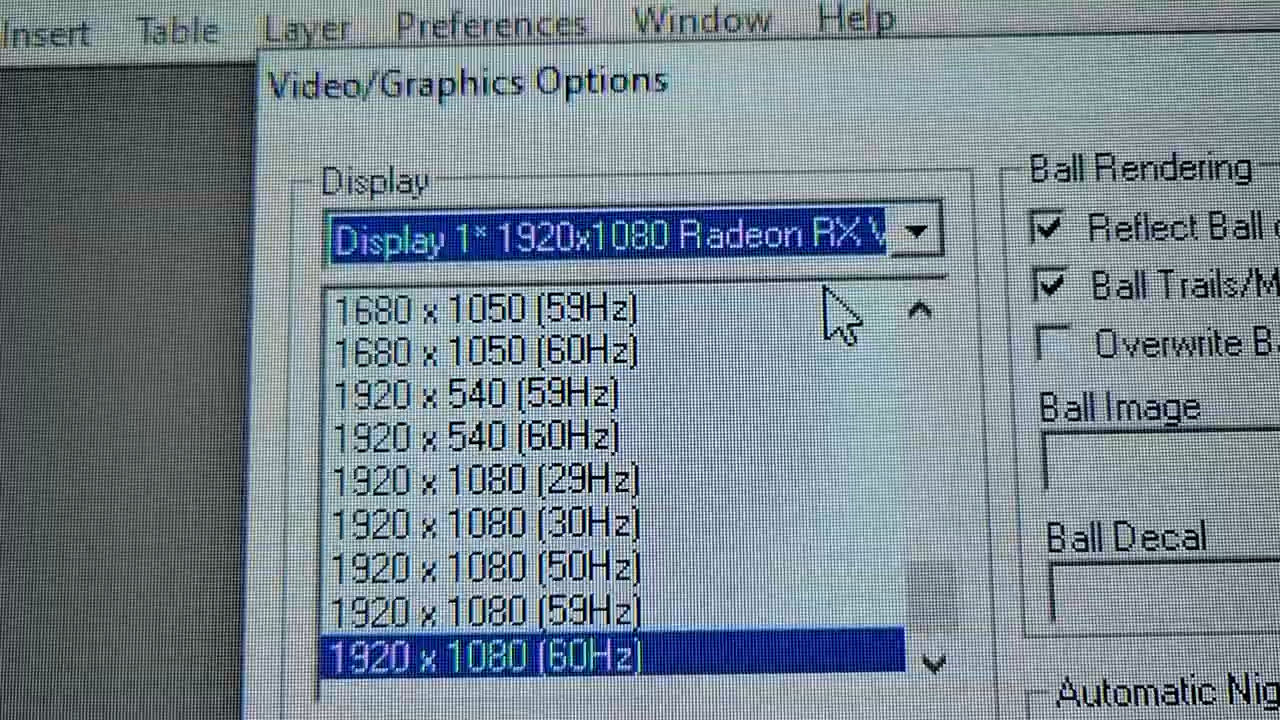 Insert Table Layer Preferences Window Help
Video/Graphics Options
Display
Display 1* 1920x1080 Radeon RX
1680 x 1050 (59Hz)
1680 x 1050 (60Hz)
1920 x 540 (59Hz)
1920 x 540 (60Hz)
1920 x 1080 (29Hz)
1920 x 1080 (30Hz)
1920 x 1080 (50Hz)
1920 x 1080 (59Hz)
1920 x 1080 (60Hz)
Ball Rendering
Reflect Ball
Ball Trails/M
Overwrite B
Ball Image
Ball Decal
Automatic Nig